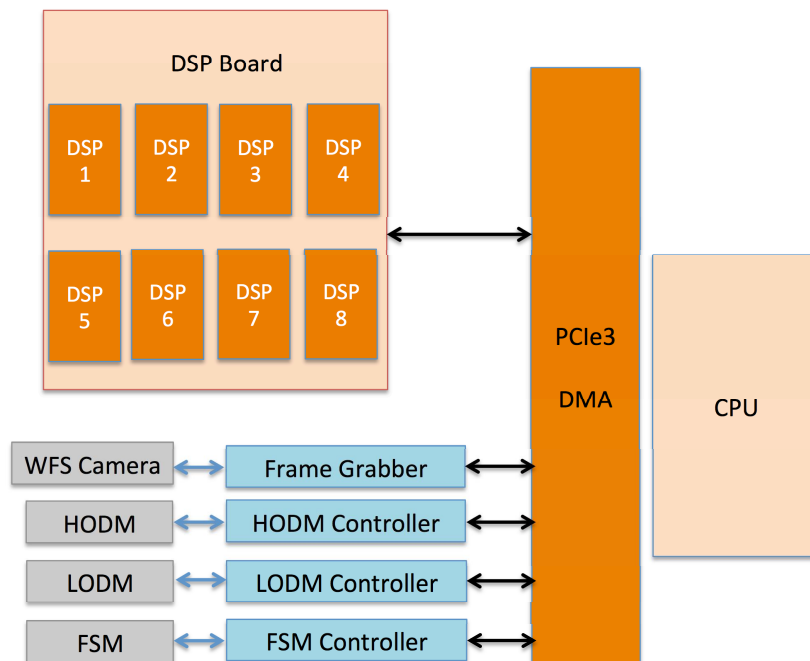 DSP Board
DSP
1
DSP
2
DSP
3
DSP
4
DSP
5
DSP
6
DSP
7
DSP
8
PCIe3
DMA
CPU
WFS Camera
Frame Grabber
HODM
HODM Controller
LODM
LODM Controller
FSM
FSM Controller